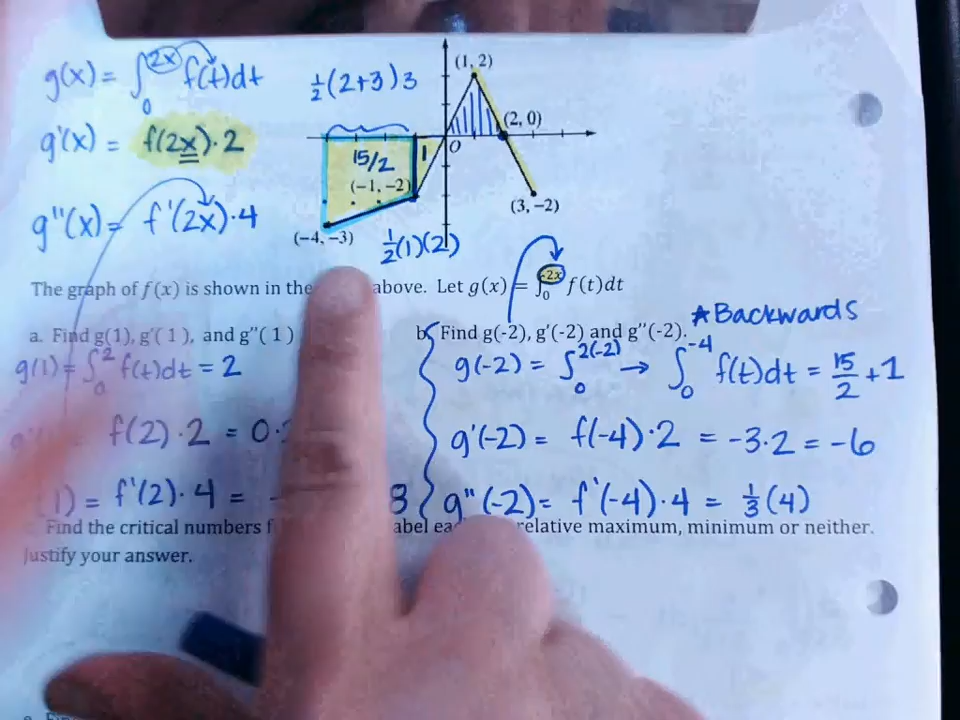 g(x) = ∫₀^2x f(t)dt
½(2+3)3
g'(x) = f(2x)·2
g''(x) = f'(2x)·4
(1, 2)
(2, 0)
O
15/2
1
(−1, −2)
(3, −2)
(−4, −3)
½(1)(2)
The graph of f(x) is shown in the above. Let g(x) = ∫₀^2x f(t)dt
a. Find g(1), g'( 1 ), and g''( 1 )
g(1) = ∫₀^2 f(t)dt = 2
f(2)·2 = 0·
1) = f'(2)·4 = - 8
b. Find g(-2), g'(-2) and g''(-2).
★Backwards
g(-2) = ∫₀^2(-2) → ∫₀^-4 f(t)dt = 15/2 + 1
g'(-2) = f(-4)·2 = -3·2 = -6
g''(-2) = f'(-4)·4 = ⅓(4)
Find the critical numbers relative maximum, minimum or neither.
Justify your answer.